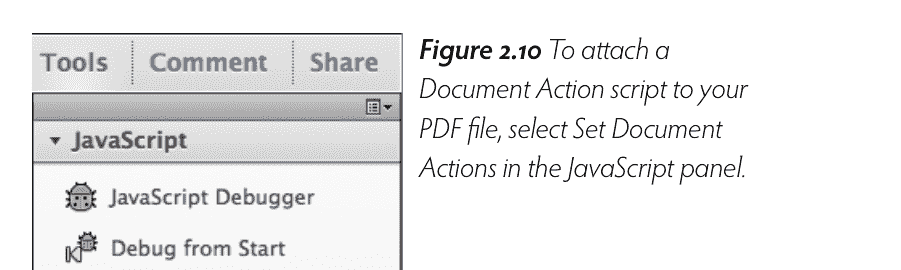 Tools Comment Share
JavaScript
JavaScript Debugger
Debug from Start
Figure 2.10 To attach a
Document Action script to your
PDF file, select Set Document
Actions in the JavaScript panel.